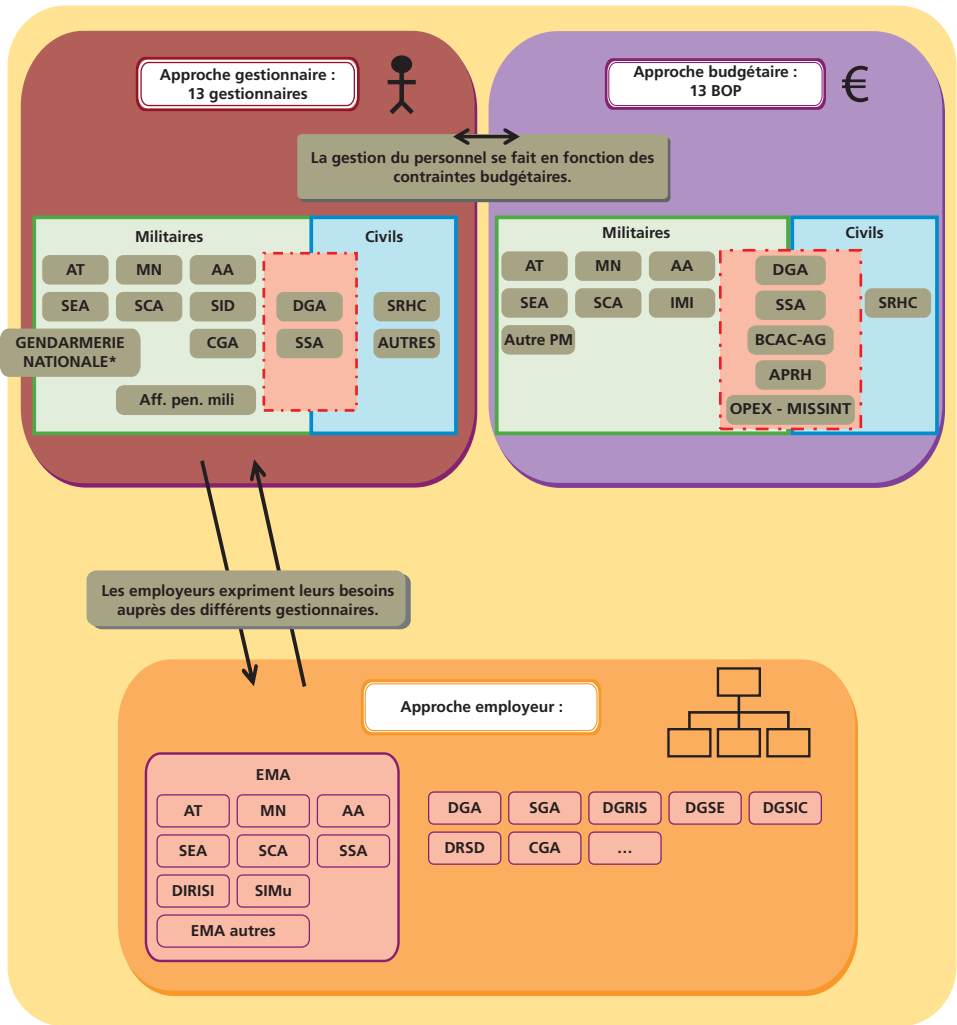 Approche gestionnaire :
13 gestionnaires
Approche budgétaire :
13 BOP
€
La gestion du personnel se fait en fonction des
contraintes budgétaires.
Militaires
Civils
AT
MN
AA
SEA
SCA
SID
DGA
SRHC
GENDARMERIE
NATIONALE*
CGA
SSA
AUTRES
Aff. pen. mili
Militaires
Civils
AT
MN
AA
DGA
SEA
SCA
IMI
SSA
SRHC
Autre PM
BCAC-AG
APRH
OPEX - MISSINT
Les employeurs expriment leurs besoins
auprès des différents gestionnaires.
Approche employeur :
EMA
AT
MN
AA
SEA
SCA
SSA
DIRISI
SIMu
EMA autres
DGA
SGA
DGRIS
DGSE
DGSIC
DRSD
CGA
...